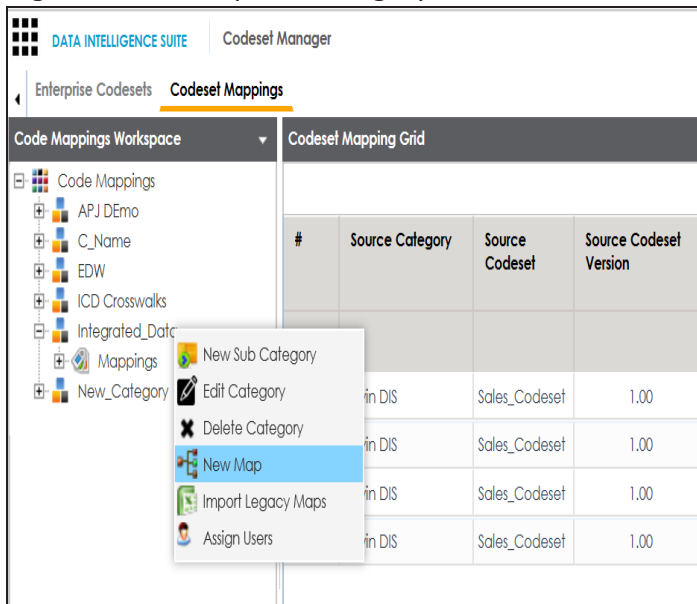 DATA INTELLIGENCE SUITE Codeset Manager
Enterprise Codesets Codeset Mappings
Code Mappings Workspace Codeset Mapping Grid
Code Mappings
APJ DEmo
C_Name
EDW
ICD Crosswalks
Integrated_Data
Mappings
New_Category
New Sub Category
Edit Category
Delete Category
New Map
Import Legacy Maps
Assign Users
# Source Category Source Codeset Source Codeset Version
in DIS Sales_Codeset 1.00
in DIS Sales_Codeset 1.00
in DIS Sales_Codeset 1.00
in DIS Sales_Codeset 1.00